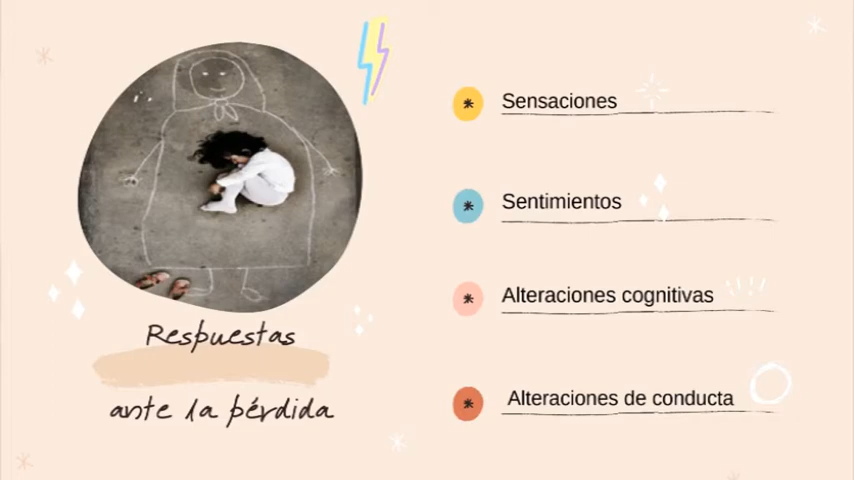 Respuestas
ante la pérdida
Sensaciones
Sentimientos
Alteraciones cognitivas
Alteraciones de conducta